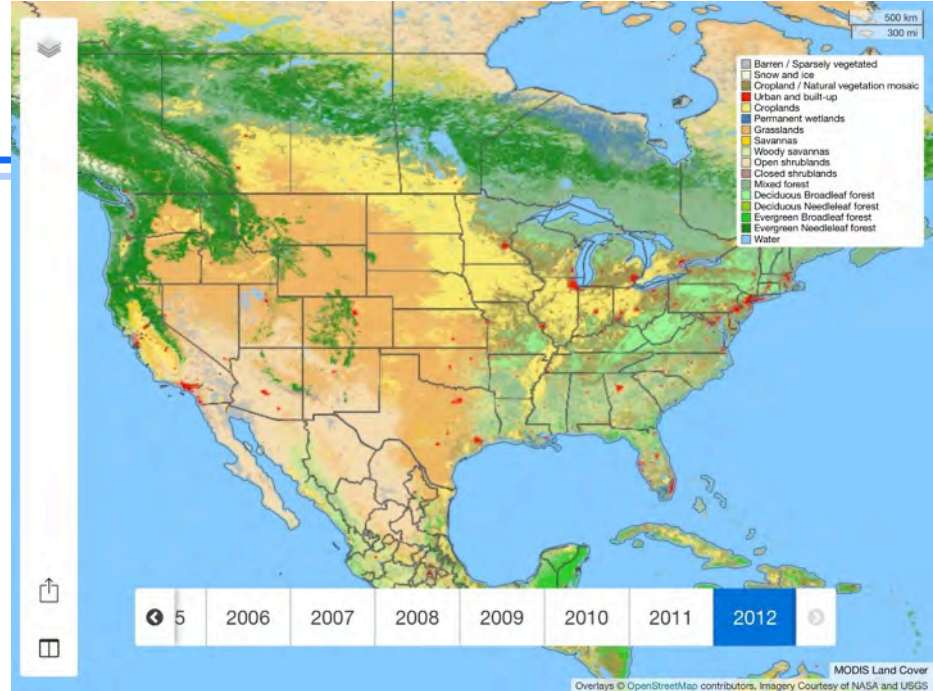 500 km
300 mi
Barren / Sparsely vegetated
Snow and ice
Cropland / Natural vegetation mosaic
Urban and built-up
Croplands
Permanent wetlands
Grasslands
Savannas
Woody savannas
Open shrublands
Closed shrublands
Mixed forest
Deciduous Broadleaf forest
Deciduous Needleleaf forest
Evergreen Broadleaf forest
Evergreen Needleleaf forest
Water
5 2006 2007 2008 2009 2010 2011 2012
MODIS Land Cover
Overlays © OpenStreetMap contributors, Imagery Courtesy of NASA and USGS